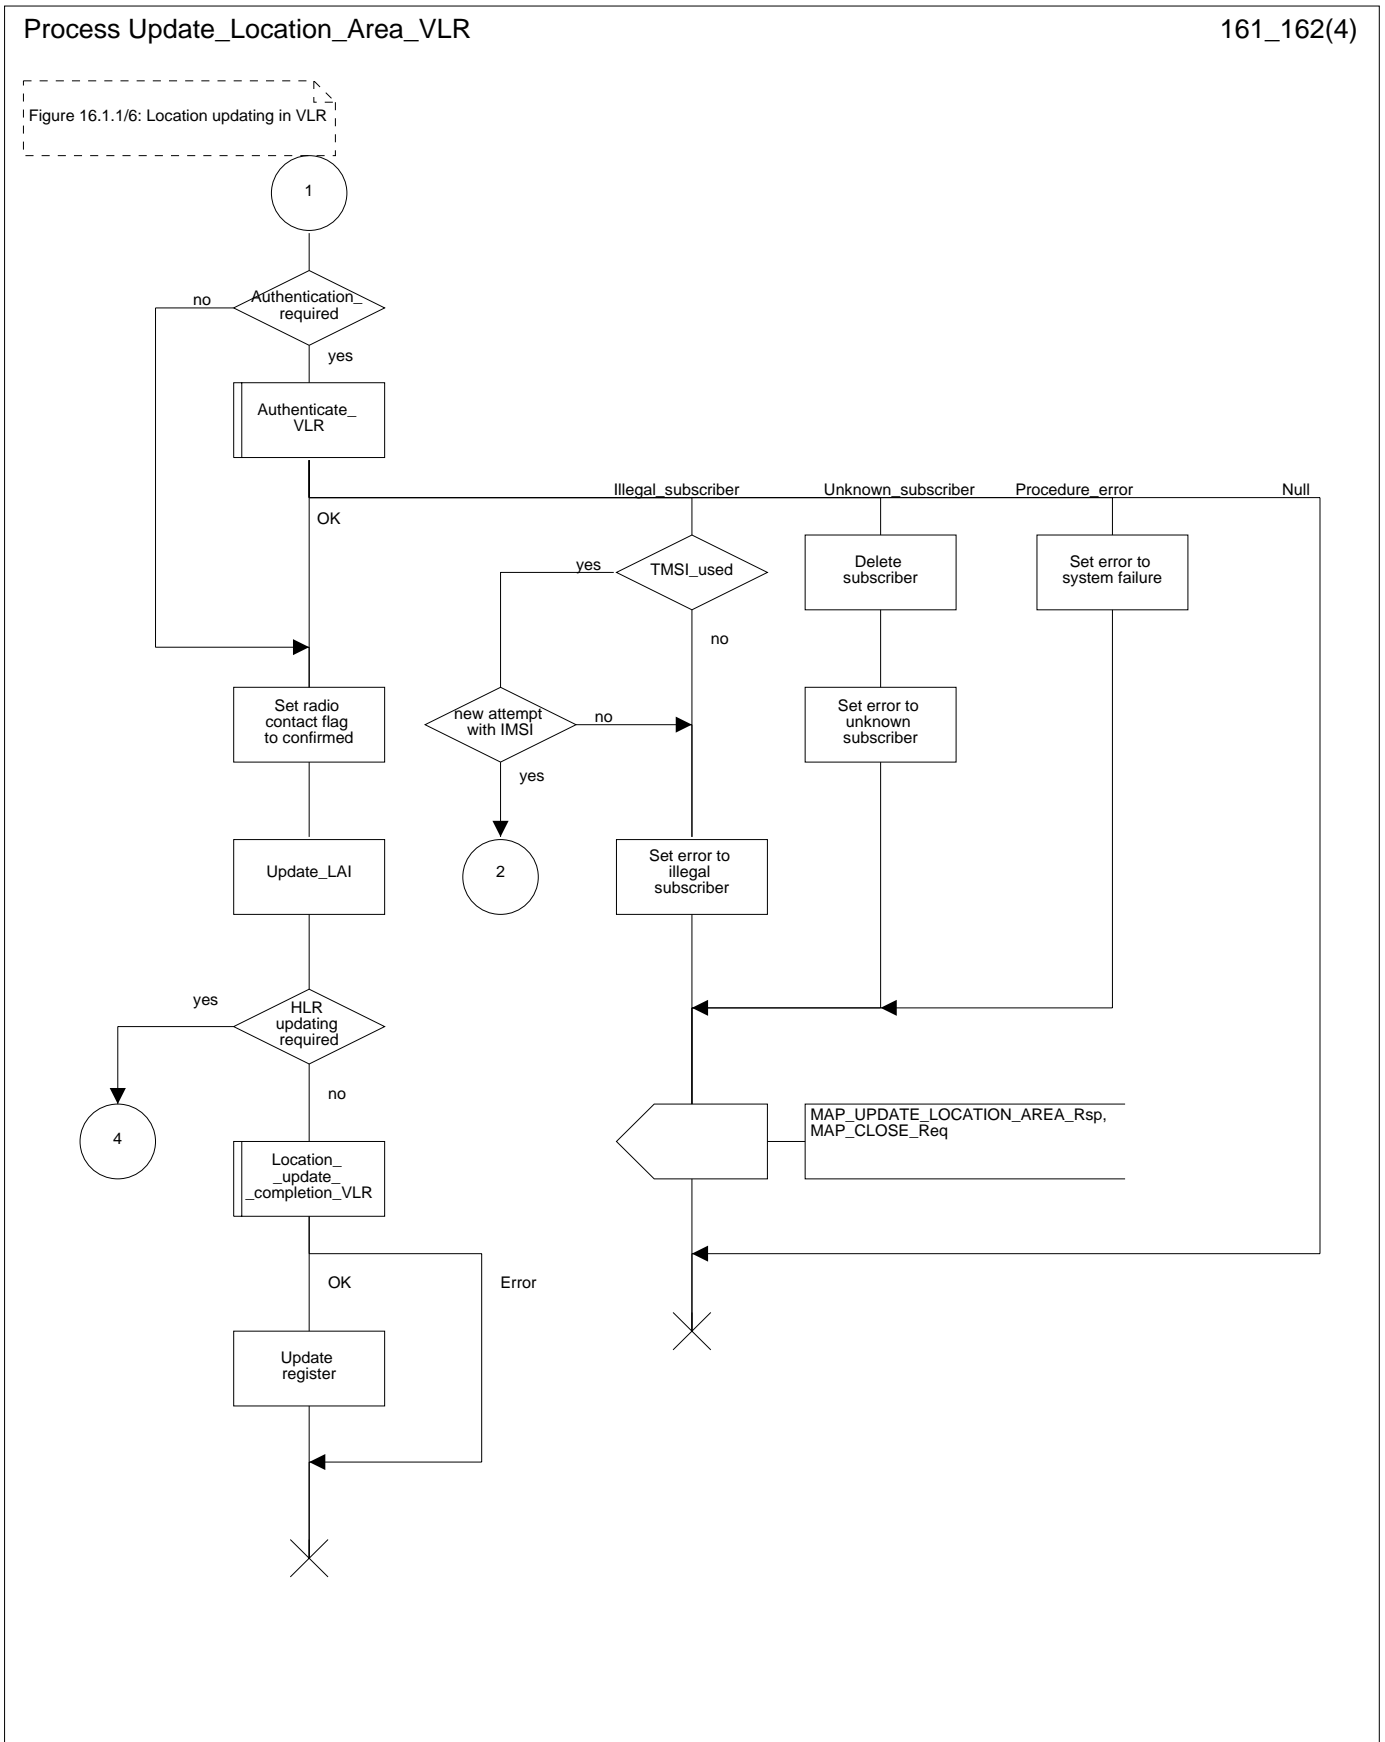 Process Update_Location_Area_VLR
161_162(4)
Figure 16.1.1/6: Location updating in VLR
1
no
Authentication_
required
yes
Authenticate_
VLR
Illegal_subscriber
Unknown_subscriber
Procedure_error
Null
OK
yes
TMSI_used
no
Delete
subscriber
Set error to
system failure
Set radio
contact flag
to confirmed
new attempt
with IMSI
no
yes
Set error to
unknown
subscriber
Update_LAI
2
Set error to
illegal
subscriber
yes
HLR
updating
required
no
4
MAP_UPDATE_LOCATION_AREA_Rsp,
MAP_CLOSE_Req
Location_
_update_
_completion_VLR
OK
Error
Update
register